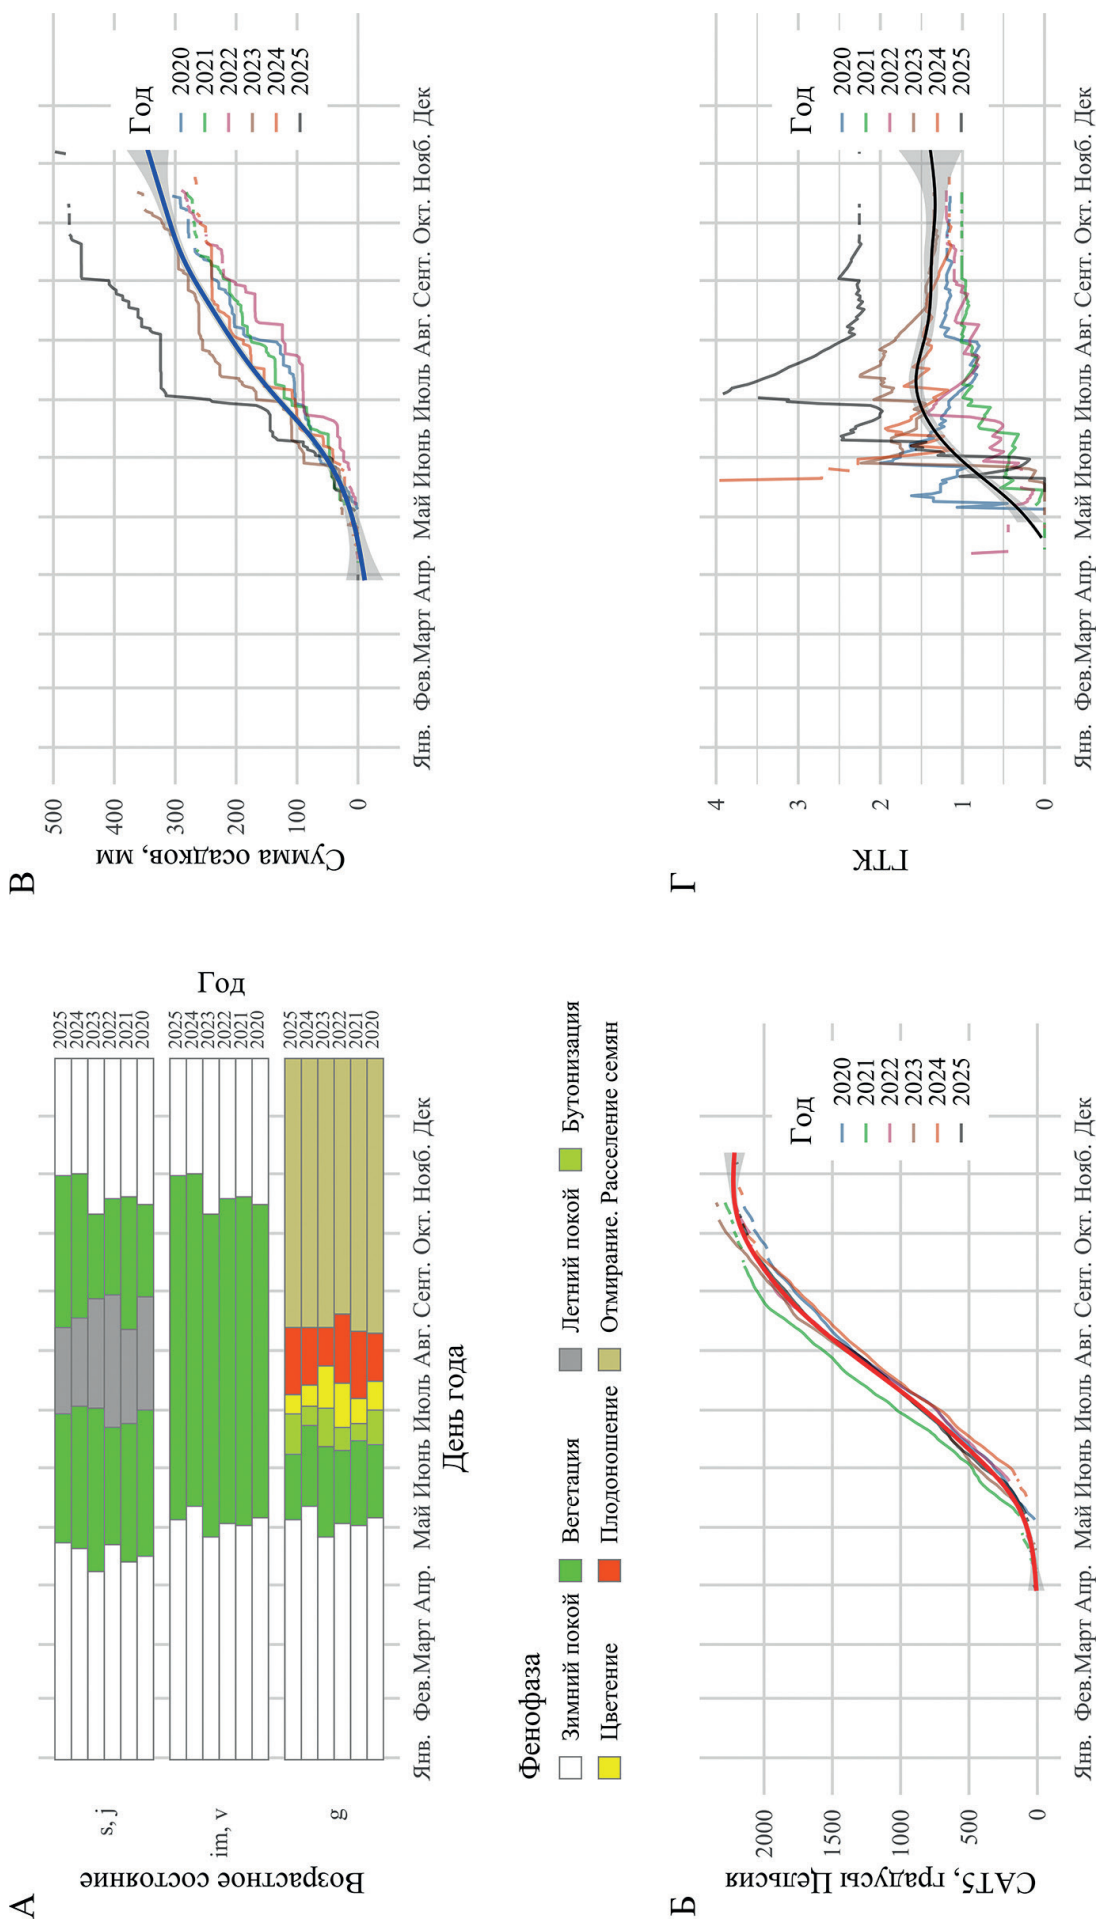 А
Возрастное состояние
s, j
im, v
g
2025
2024
2023
2022
2021
2020
2025
2024
2023
2022
2021
2020
2025
2024
2023
2022
2021
2020
Год
Янв. Фев. Март Апр. Май Июнь Июль Авг. Сент. Окт. Нояб. Дек
День года
Фенофаза
Зимний покой Вегетация Летний покой Бутонизация
Цветение Плодоношение Отмирание. Расселение семян
В
Сумма осадков, мм
500
400
300
200
100
0
Год
2020
2021
2022
2023
2024
2025
Янв. Фев. Март Апр. Май Июнь Июль Авг. Сент. Окт. Нояб. Дек
Б
САТ5, градусы Цельсия
2000
1500
1000
500
0
Год
2020
2021
2022
2023
2024
2025
Янв. Фев. Март Апр. Май Июнь Июль Авг. Сент. Окт. Нояб. Дек
Г
ГТК
4
3
2
1
0
Год
2020
2021
2022
2023
2024
2025
Янв. Фев. Март Апр. Май Июнь Июль Авг. Сент. Окт. Нояб. Дек